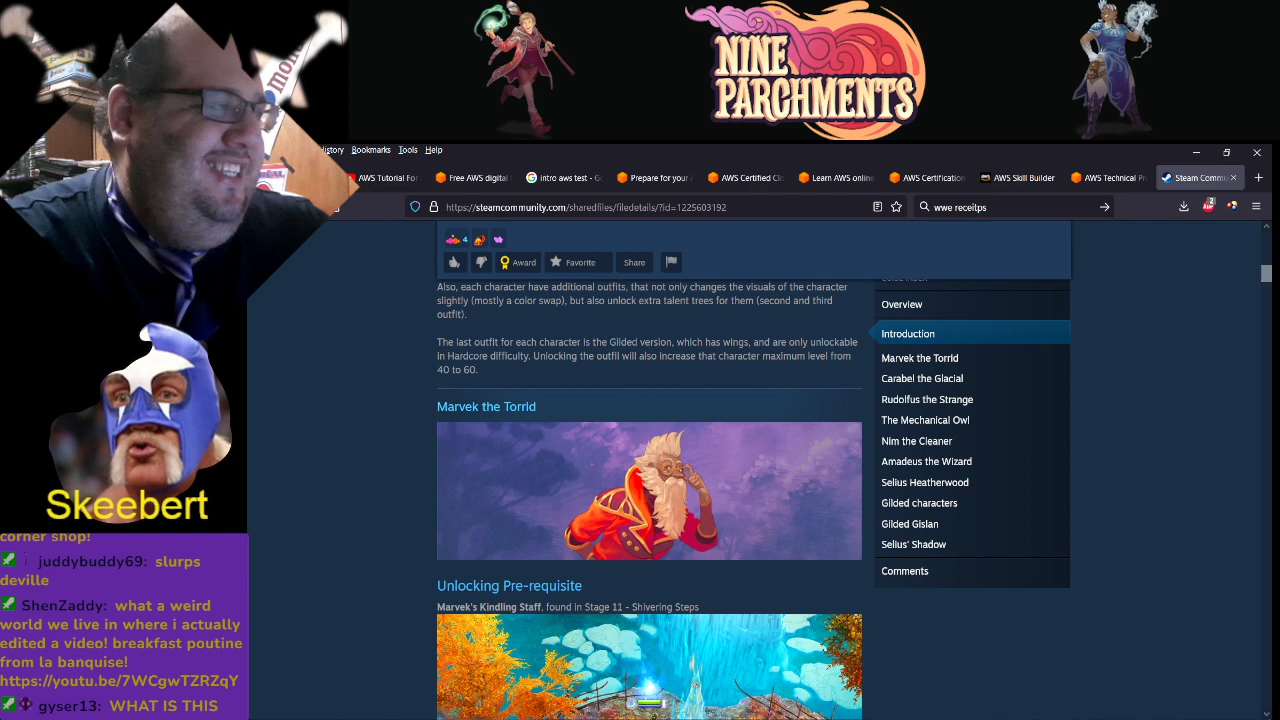 NINE
PARCHMENTS
History Bookmarks Tools Help
AWS Tutorial For
Free AWS digital
intro aws test - G
Prepare for your
AWS Certified Cl
Learn AWS online
AWS Certification
AWS Skill Builder
AWS Technical Pr
Steam Commu
https://steamcommunity.com/sharedfiles/filedetails/?id=1225603192
wwe receitps
2
4
Award
Favorite
Share
Also, each character have additional outfits, that not only changes the visuals of the character
slightly (mostly a color swap), but also unlock extra talent trees for them (second and third
outfit).
The last outfit for each character is the Gilded version, which has wings, and are only unlockable
in Hardcore difficulty. Unlocking the outfil will also increase that character maximum level from
40 to 60.
Marvek the Torrid
Unlocking Pre-requisite
Marvek's Kindling Staff, found in Stage 11 - Shivering Steps
Overview
Introduction
Marvek the Torrid
Carabel the Glacial
Rudolfus the Strange
The Mechanical Owl
Nim the Cleaner
Amadeus the Wizard
Selius Heatherwood
Gilded characters
Gilded Gislan
Selius' Shadow
Comments
Skeebert
corner shop!
juddybuddy69: slurps
deville
ShenZaddy: what a weird
world we live in where i actually
edited a video! breakfast poutine
from la banquise!
https://youtu.be/7WCgwTZRZqY
gyser13: WHAT IS THIS